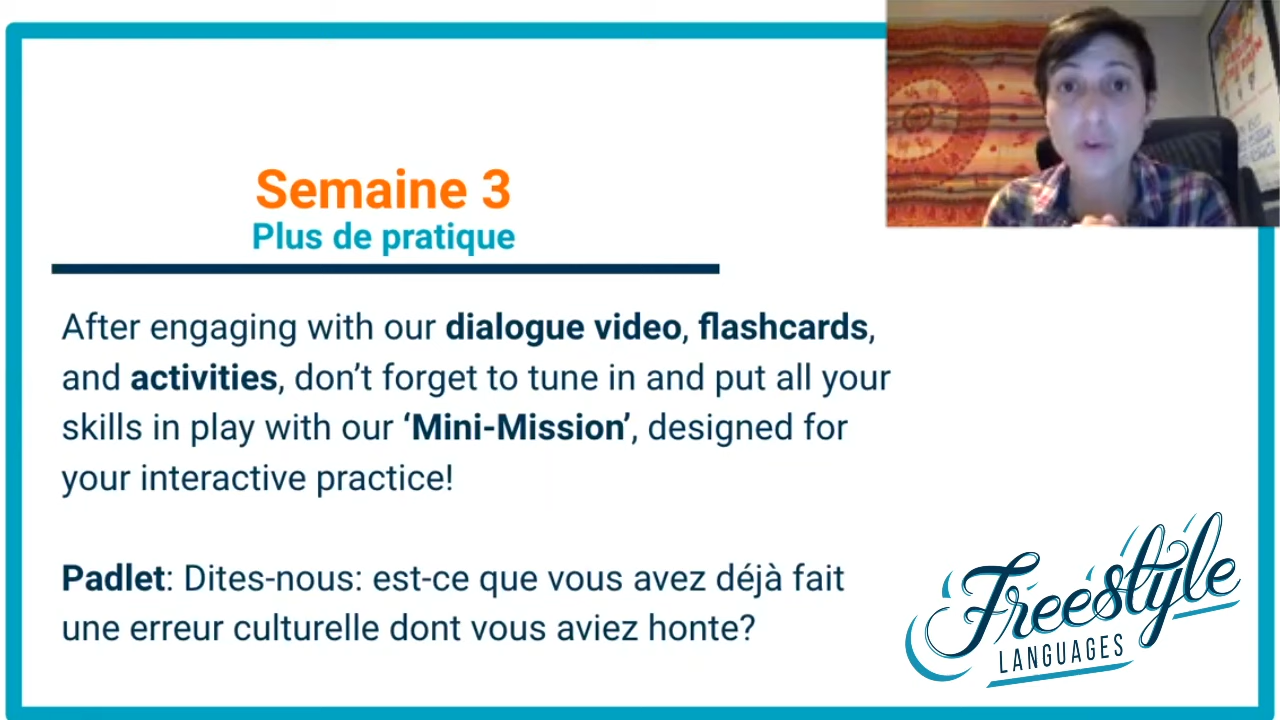 Semaine 3
Plus de pratique
After engaging with our dialogue video, flashcards,
and activities, don’t forget to tune in and put all your
skills in play with our ‘Mini-Mission’, designed for
your interactive practice!
Padlet: Dites-nous: est-ce que vous avez déjà fait
une erreur culturelle dont vous aviez honte?
Freestyle
LANGUAGES